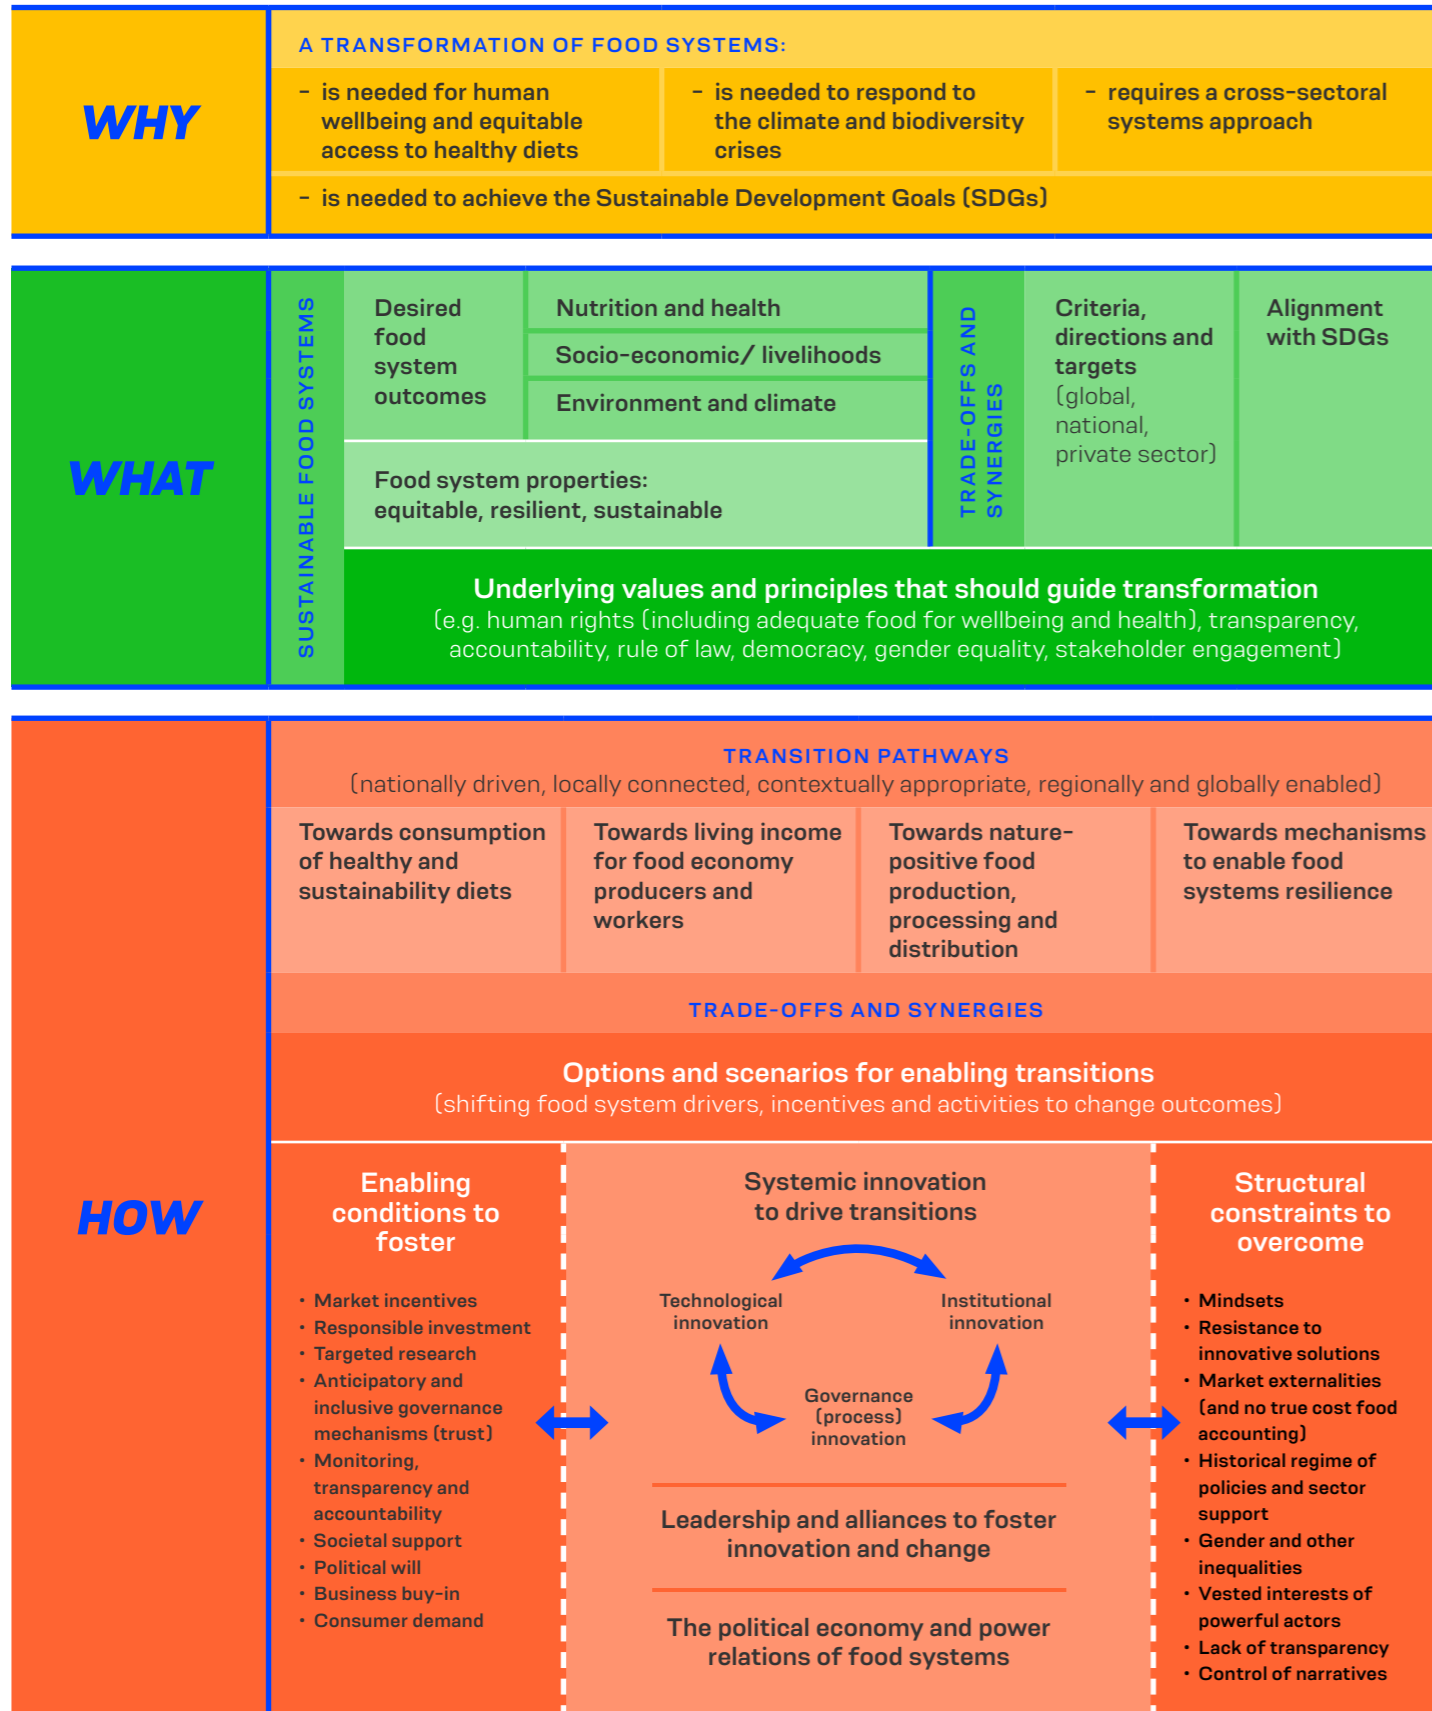 WHY
A TRANSFORMATION OF FOOD SYSTEMS:
- is needed for human
wellbeing and equitable
access to healthy diets
- is needed to respond to
the climate and biodiversity
crises
- requires a cross-sectoral
systems approach
- is needed to achieve the Sustainable Development Goals (SDGs)
WHAT
SUSTAINABLE FOOD SYSTEMS
Desired
food
system
outcomes
Nutrition and health
Socio-economic/ livelihoods
Environment and climate
Food system properties:
equitable, resilient, sustainable
TRADE-OFFS AND
SYNERGIES
Criteria,
directions and
targets
(global,
national,
private sector)
Alignment
with SDGs
Underlying values and principles that should guide transformation
(e.g. human rights (including adequate food for wellbeing and health), transparency,
accountability, rule of law, democracy, gender equality, stakeholder engagement)
HOW
TRANSITION PATHWAYS
(nationally driven, locally connected, contextually appropriate, regionally and globally enabled)
Towards consumption
of healthy and
sustainability diets
Towards living income
for food economy
producers and
workers
Towards nature-
positive food
production,
processing and
distribution
Towards mechanisms
to enable food
systems resilience
TRADE-OFFS AND SYNERGIES
Options and scenarios for enabling transitions
(shifting food system drivers, incentives and activities to change outcomes)
Enabling
conditions to
foster
• Market incentives
• Responsible investment
• Targeted research
• Anticipatory and
inclusive governance
mechanisms (trust)
• Monitoring,
transparency and
accountability
• Societal support
• Political will
• Business buy-in
• Consumer demand
Systemic innovation
to drive transitions
Technological
innovation
Institutional
innovation
Governance
(process)
innovation
Leadership and alliances to foster
innovation and change
The political economy and power
relations of food systems
Structural
constraints to
overcome
• Mindsets
• Resistance to
innovative solutions
• Market externalities
(and no true cost food
accounting)
• Historical regime of
policies and sector
support
• Gender and other
inequalities
• Vested interests of
powerful actors
• Lack of transparency
• Control of narratives